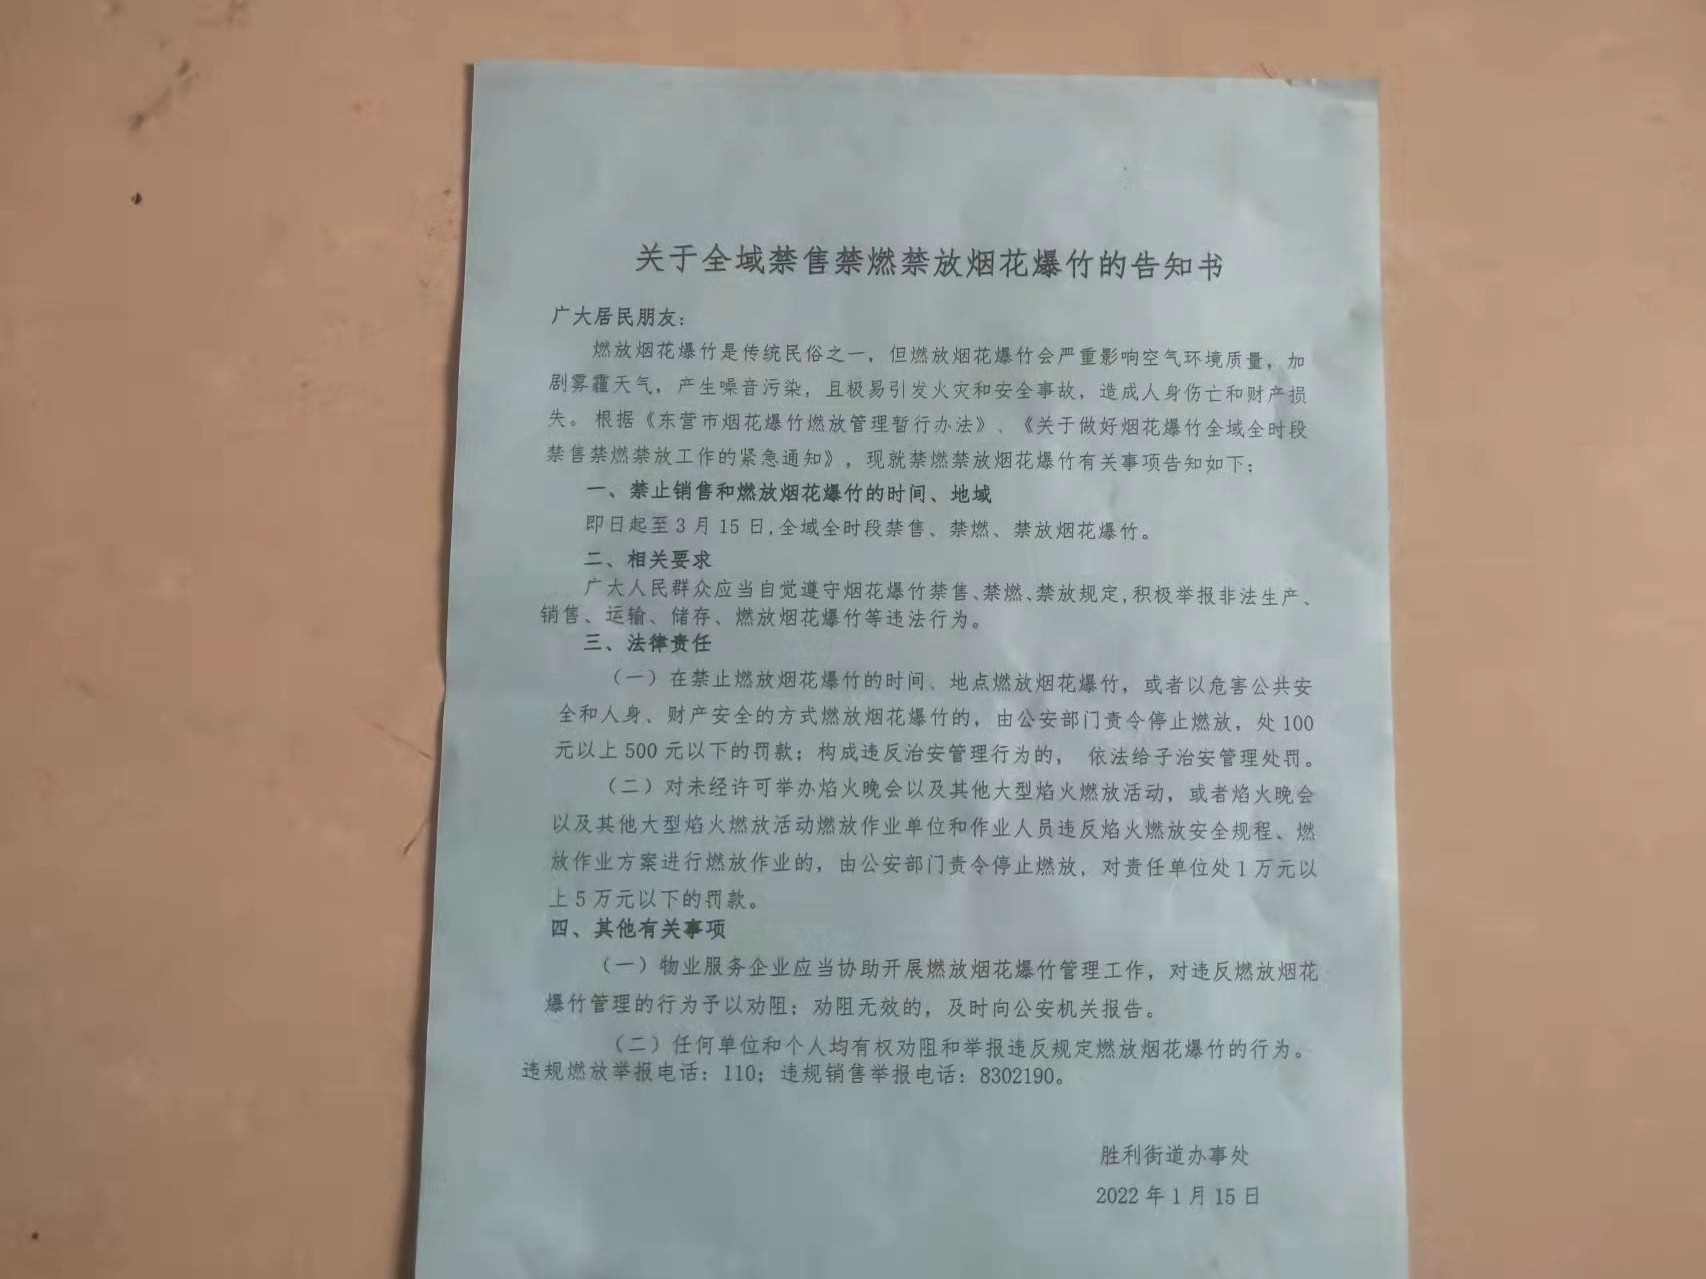 关于全域禁售禁燃禁放烟花爆竹的告知书
广大居民朋友：
燃放烟花爆竹是传统民俗之一，但燃放烟花爆竹会严重影响空气环境质量，加
剧雾霾天气，产生噪音污染，且极易引发火灾和安全事故，造成人身伤亡和财产损
失。根据《东营市烟花爆竹燃放管理暂行办法》、《关于做好烟花爆竹全域全时段
禁售禁燃禁放工作的紧急通知》，现就禁燃禁放烟花爆竹有关事项告知如下：
一、禁止销售和燃放烟花爆竹的时间、地域
即日起至3月15日,全域全时段禁售、禁燃、禁放烟花爆竹。
二、相关要求
广大人民群众应当自觉遵守烟花爆竹禁售、禁燃、禁放规定,积极举报非法生产、
销售、运输、储存、燃放烟花爆竹等违法行为。
三、法律责任
（一）在禁止燃放烟花爆竹的时间、地点燃放烟花爆竹，或者以危害公共安
全和人身、财产安全的方式燃放烟花爆竹的，由公安部门责令停止燃放，处100
元以上500元以下的罚款；构成违反治安管理行为的， 依法给予治安管理处罚。
（二）对未经许可举办焰火晚会以及其他大型焰火燃放活动，或者焰火晚会
以及其他大型焰火燃放活动燃放作业单位和作业人员违反焰火燃放安全规程、燃
放作业方案进行燃放作业的，由公安部门责令停止燃放，对责任单位处1万元以
上5万元以下的罚款。
四、其他有关事项
（一）物业服务企业应当协助开展燃放烟花爆竹管理工作，对违反燃放烟花
爆竹管理的行为予以劝阻；劝阻无效的，及时向公安机关报告。
（二）任何单位和个人均有权劝阻和举报违反规定燃放烟花爆竹的行为。
违规燃放举报电话：110；违规销售举报电话：8302190。
胜利街道办事处
2022年1月15日